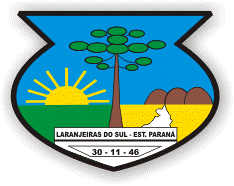 LARANJEIRAS DO SUL - EST. PARANÁ
30 - 11 - 46